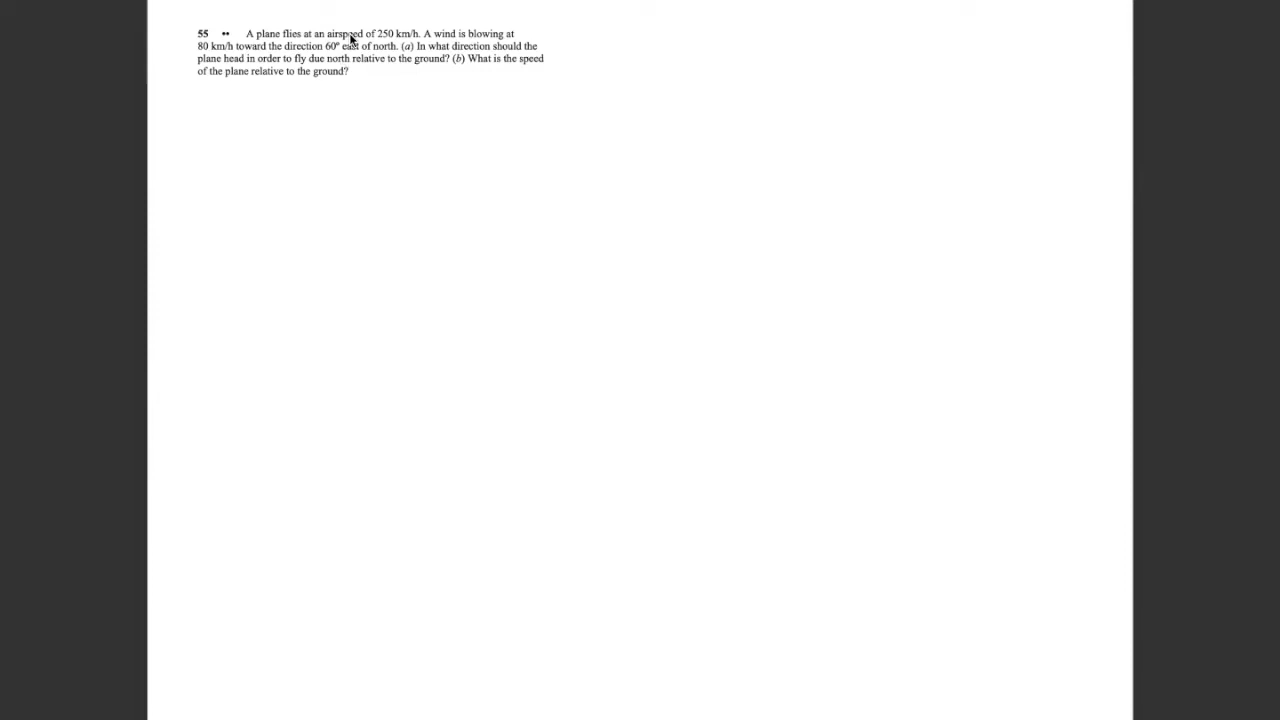 55 •• A plane flies at an airspeed of 250 km/h. A wind is blowing at
80 km/h toward the direction 60º east of north. (a) In what direction should the
plane head in order to fly due north relative to the ground? (b) What is the speed
of the plane relative to the ground?